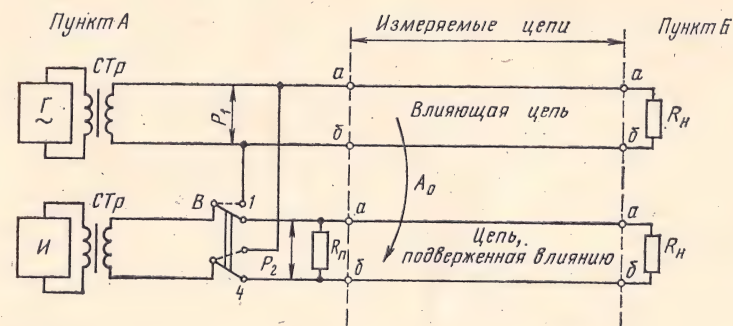 Пункт А
Измеряемые цепи
Пункт Б
СТр
Г
~
P₁
а
а
Влияющая цепь
Rн
б
б
A₀
СТр
В
1
И
P₂
Rп
4
а
а
Цепь,
подверженная влиянию
Rн
б
б